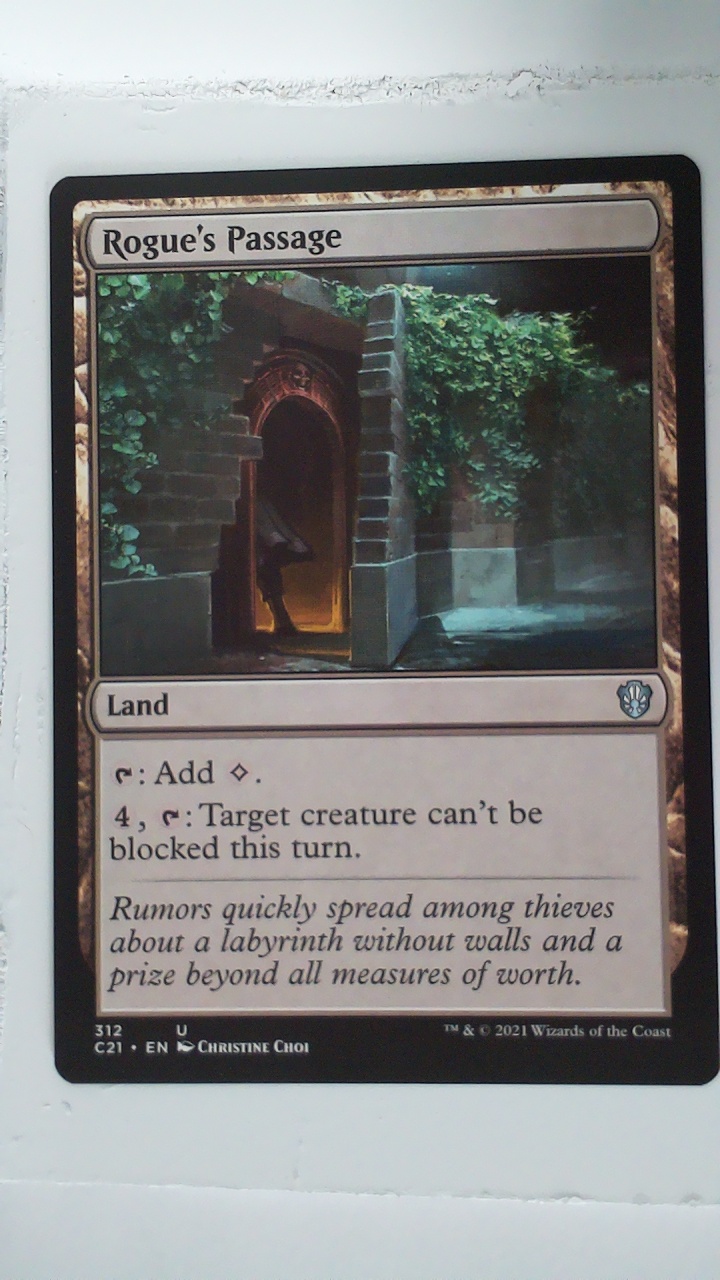 Rogue's Passage
Land
: Add .
4, : Target creature can't be
blocked this turn.
Rumors quickly spread among thieves
about a labyrinth without walls and a
prize beyond all measures of worth.
312 U
C21 • EN Christine Choi
™ & © 2021 Wizards of the Coast